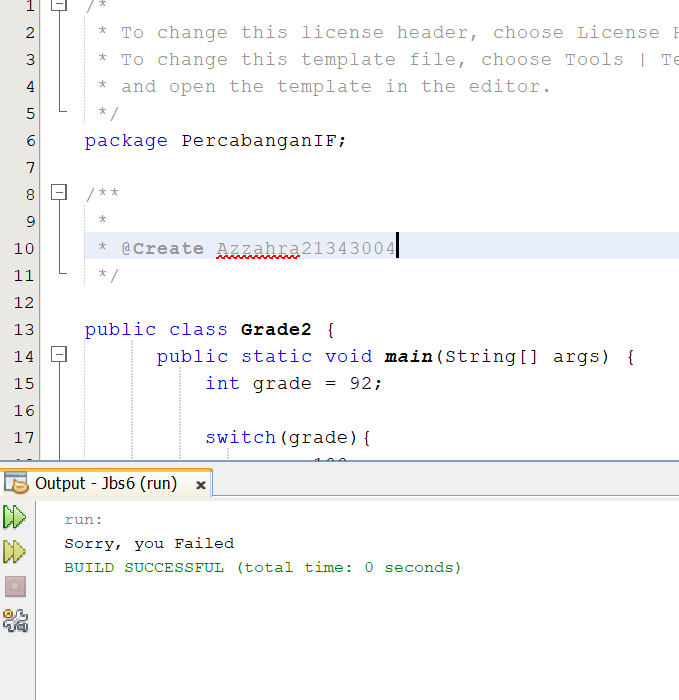 1 /*
2 * To change this license header, choose License
3 * To change this template file, choose Tools |
4 * and open the template in the editor.
5 */
6 package PercabanganIF;
7
8 /**
9 *
10 * @Create Azzahra21343004
11 */
12
13 public class Grade2 {
14 public static void main(String[] args) {
15 int grade = 92;
16
17 switch(grade){
Output - Jbs6 (run) x
run:
Sorry, you Failed
BUILD SUCCESSFUL (total time: 0 seconds)